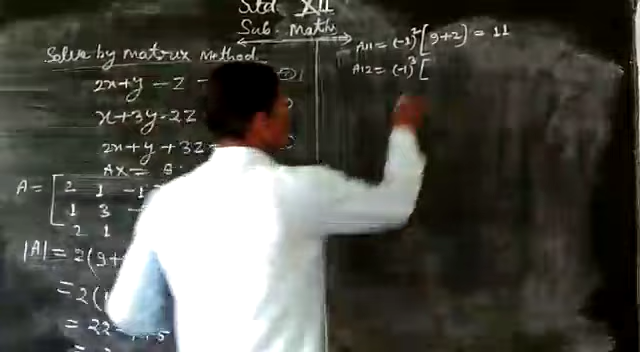 Std. XII
Sub. Maths
Solve by matrix method.
2x+y-z
x+3y-2z
2x+y+3z
AX = B
A = [ 2 1 -1
1 3
2 1
|A| = 2(9+
= 2(
= 22
=
A11 = (-1)² [9+2] = 11
A12 = (-1)³ [